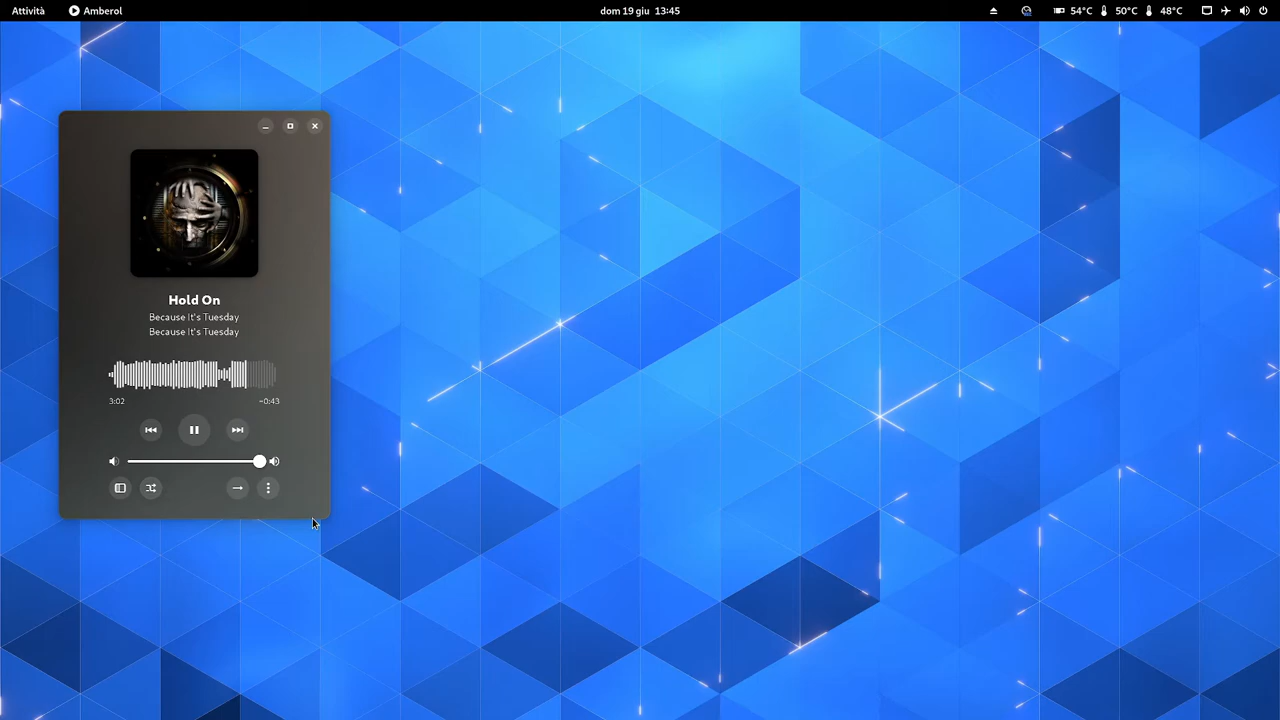 Attività Amberol dom 19 giu 13:45 54°C 50°C 48°C
Hold On
Because It's Tuesday
Because It's Tuesday
3:02 -0:43